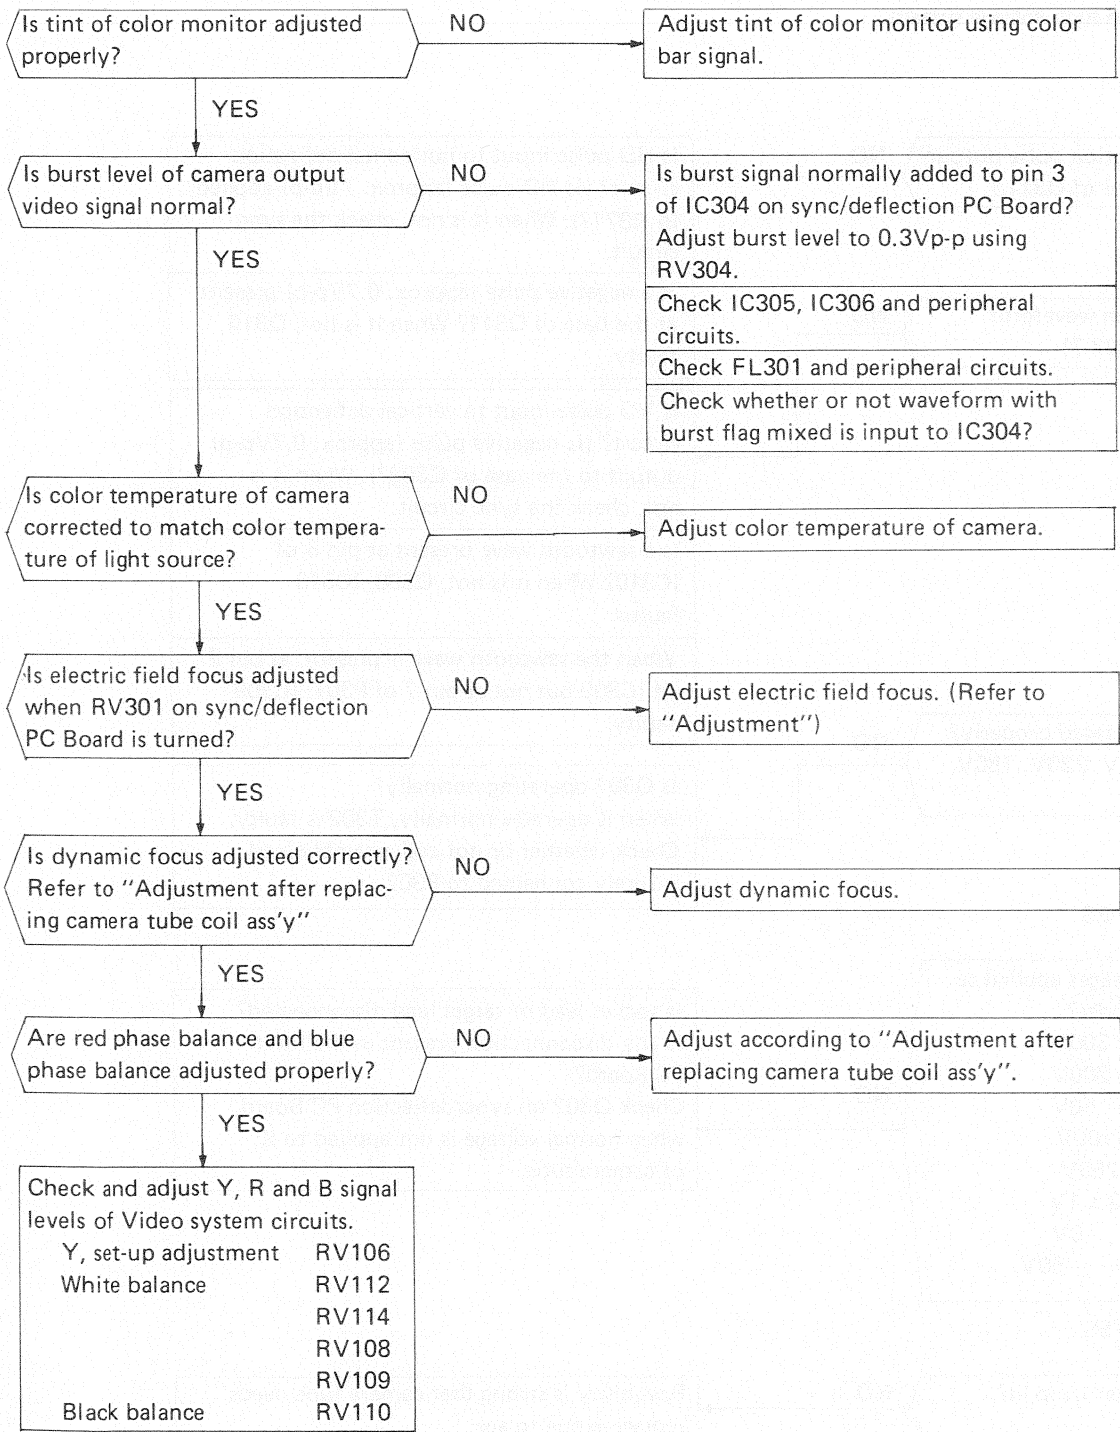 Is tint of color monitor adjusted
properly?
NO
Adjust tint of color monitor using color
bar signal.
YES
Is burst level of camera output
video signal normal?
NO
Is burst signal normally added to pin 3
of IC304 on sync/deflection PC Board?
Adjust burst level to 0.3Vp-p using
RV304.
Check IC305, IC306 and peripheral
circuits.
Check FL301 and peripheral circuits.
Check whether or not waveform with
burst flag mixed is input to IC304?
YES
Is color temperature of camera
corrected to match color tempera-
ture of light source?
NO
Adjust color temperature of camera.
YES
Is electric field focus adjusted
when RV301 on sync/deflection
PC Board is turned?
NO
Adjust electric field focus. (Refer to
"Adjustment")
YES
Is dynamic focus adjusted correctly?
Refer to "Adjustment after replac-
ing camera tube coil ass'y"
NO
Adjust dynamic focus.
YES
Are red phase balance and blue
phase balance adjusted properly?
NO
Adjust according to "Adjustment after
replacing camera tube coil ass'y".
YES
Check and adjust Y, R and B signal
levels of Video system circuits.
Y, set-up adjustment RV106
White balance RV112
RV114
RV108
RV109
Black balance RV110